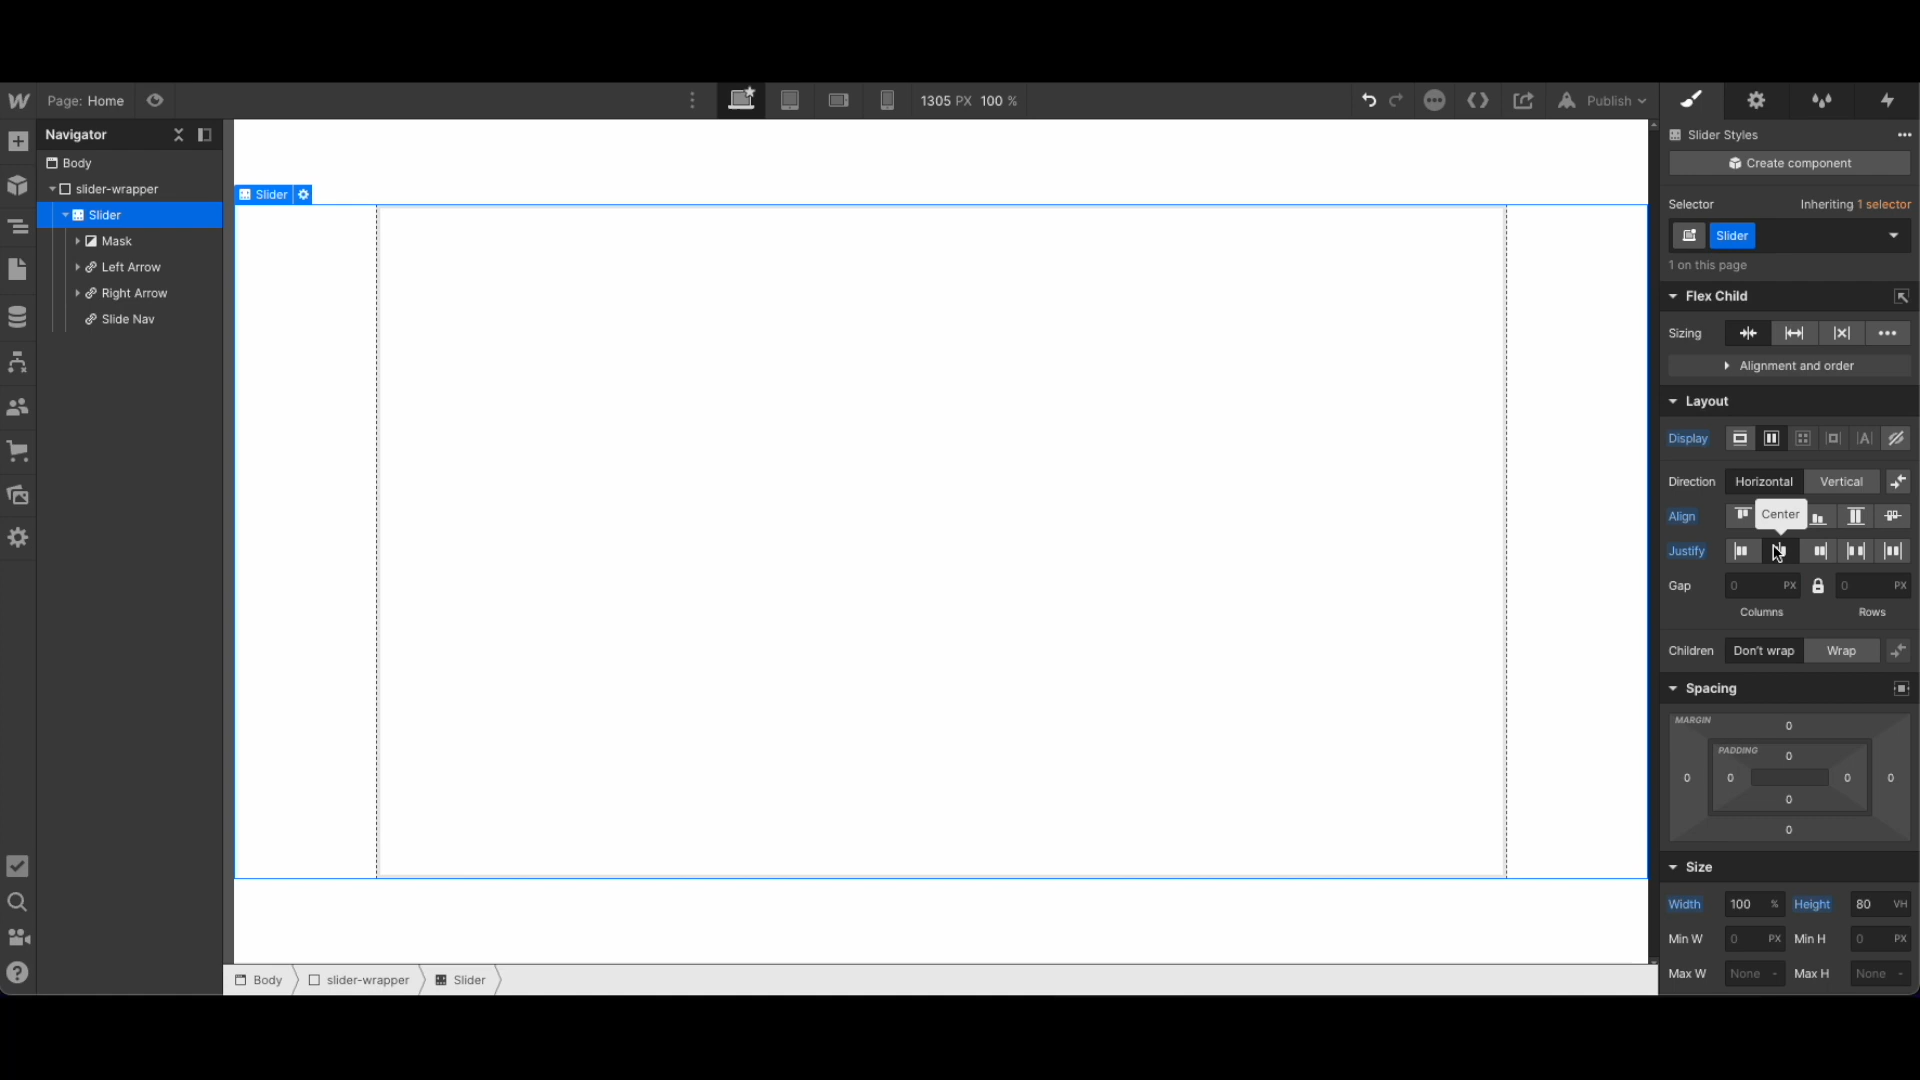 Page: Home
1305 PX 100 %
Publish
Navigator
Body
slider-wrapper
Slider
Mask
Left Arrow
Right Arrow
Slide Nav
Slider
Slider Styles
Create component
Selector
Inheriting 1 selector
Slider
1 on this page
Flex Child
Sizing
Alignment and order
Layout
Display
Direction Horizontal Vertical
Align
Center
Justify
Gap 0 PX 0 PX
Columns Rows
Children Don't wrap Wrap
Spacing
MARGIN 0
PADDING 0
0 0 0 0
0
0
Size
Width 100 % Height 80 VH
Min W 0 PX Min H 0 PX
Max W None - Max H None -
Body slider-wrapper Slider